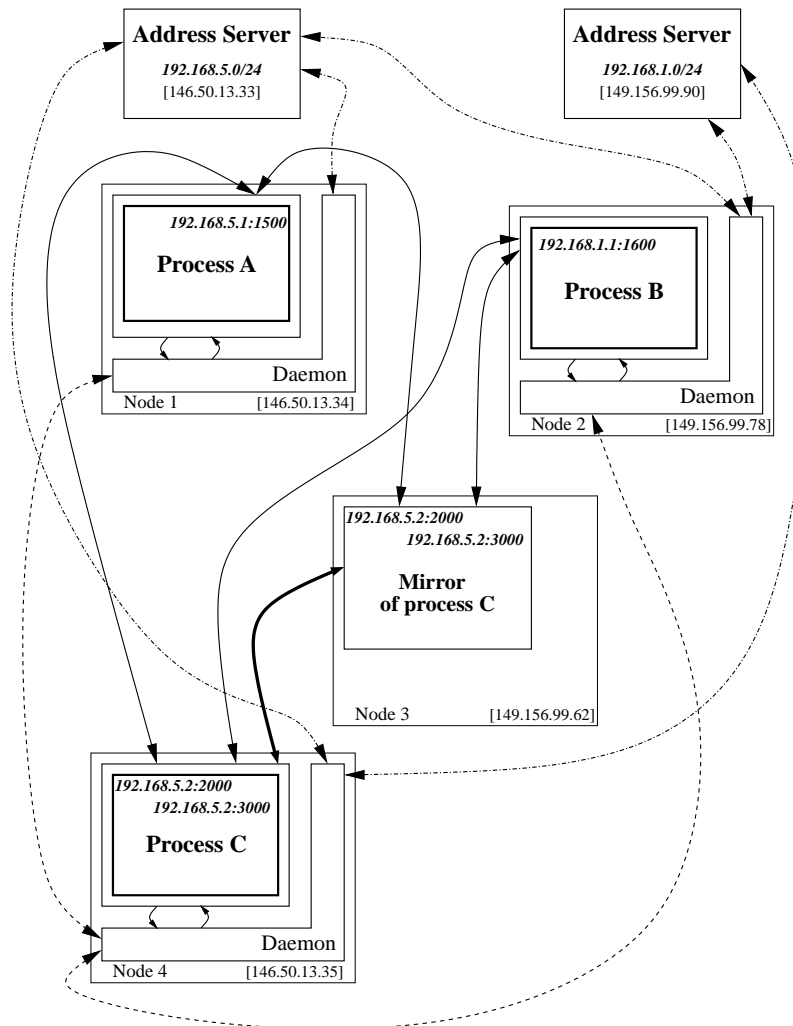 Address Server
192.168.5.0/24
[146.50.13.33]
Address Server
192.168.1.0/24
[149.156.99.90]
192.168.5.1:1500
Process A
Daemon
Node 1
[146.50.13.34]
192.168.1.1:1600
Process B
Daemon
Node 2
[149.156.99.78]
192.168.5.2:2000
192.168.5.2:3000
Mirror
of process C
Node 3
[149.156.99.62]
192.168.5.2:2000
192.168.5.2:3000
Process C
Daemon
Node 4
[146.50.13.35]